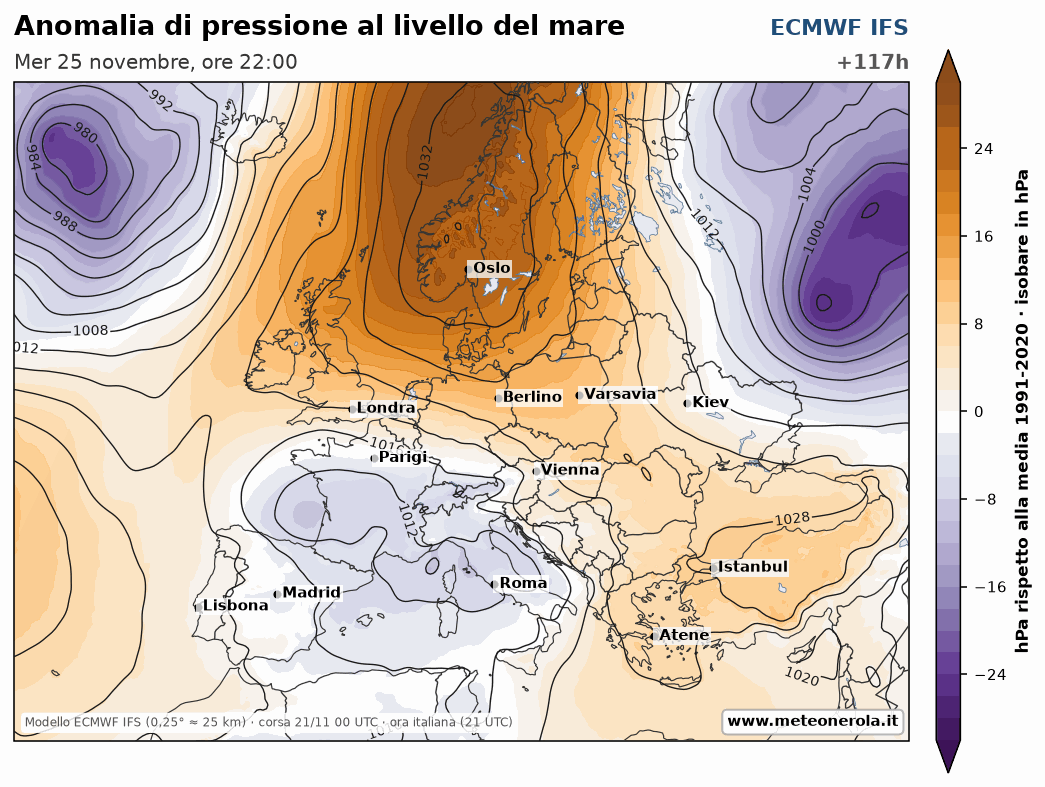 Anomalia di pressione al livello del mare
ECMWF IFS
Mer 25 novembre, ore 22:00
+117h
992
980
984
988
1032
1004
1000
1012
Oslo
1008
012
Londra
Berlino
Varsavia
Kiev
Parigi
Vienna
1012
1028
Istanbul
Roma
Madrid
Lisbona
Atene
1020
24
16
8
0
−8
−16
−24
hPa rispetto alla media 1991-2020 · isobare in hPa
Modello ECMWF IFS (0,25° ≈ 25 km) · corsa 21/11 00 UTC · ora italiana (21 UTC)
www.meteonerola.it